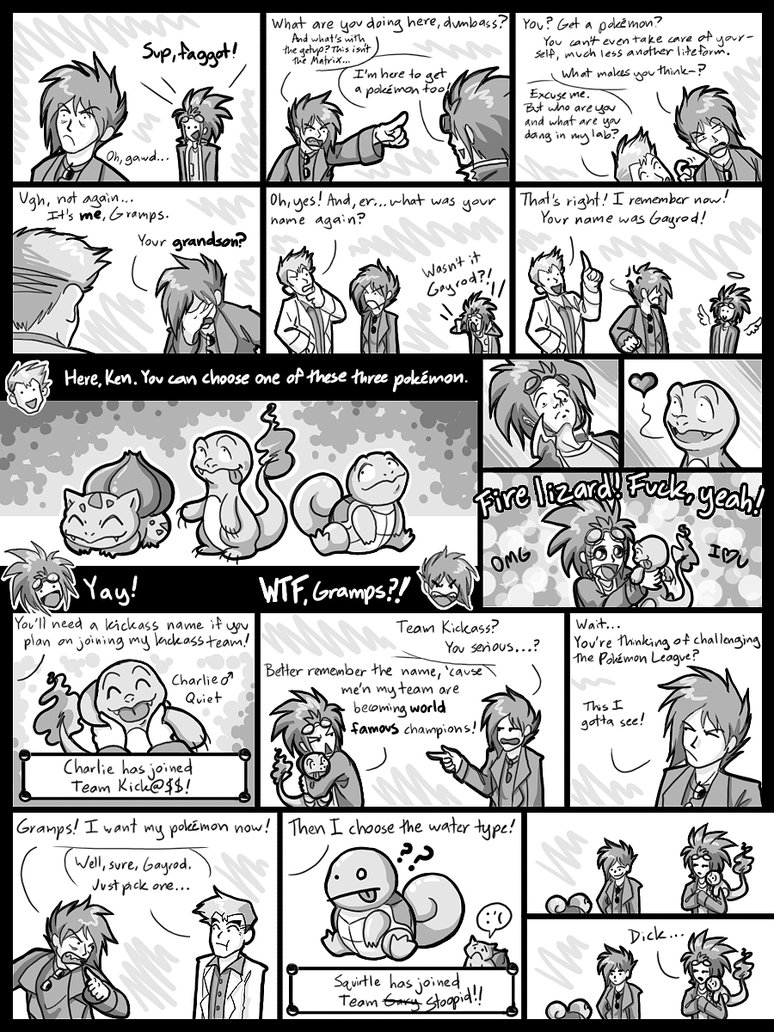 Sup, faggot!
Oh, gawd...
What are you doing here, dumbass?
And what's with
the getup? This isn't
the Matrix...
I'm here to get
a pokémon too!
You? Get a pokémon?
You can't even take care of your-
self, much less another lifeform.
What makes you think-?
Excuse me.
But who are you
and what are you
doing in my lab?
Ugh, not again...
It's me, Gramps.
Your grandson?
Oh, yes! And, er... what was your
name again?
Wasn't it
Gayrod?!
That's right! I remember now!
Your name was Gayrod!
Here, Ken. You can choose one of these three pokémon.
Yay!
WTF, Gramps?!
Fire lizard! Fuck, yeah!
OMG
I ♡ U
You'll need a kickass name if you
plan on joining my kickass team!
Charlie ♂
Quiet
Charlie has joined
Team Kick@$$!
Team Kickass?
You serious...?
Better remember the name, 'cause
me'n my team are
becoming world
famous champions!
Wait...
You're thinking of challenging
the Pokémon League?
This I
gotta see!
Gramps! I want my pokémon now!
Well, sure, Gayrod.
Just pick one...
Then I choose the water type!
??
:'(
Squirtle has joined
Team Gary Stoopid!!
Dick...